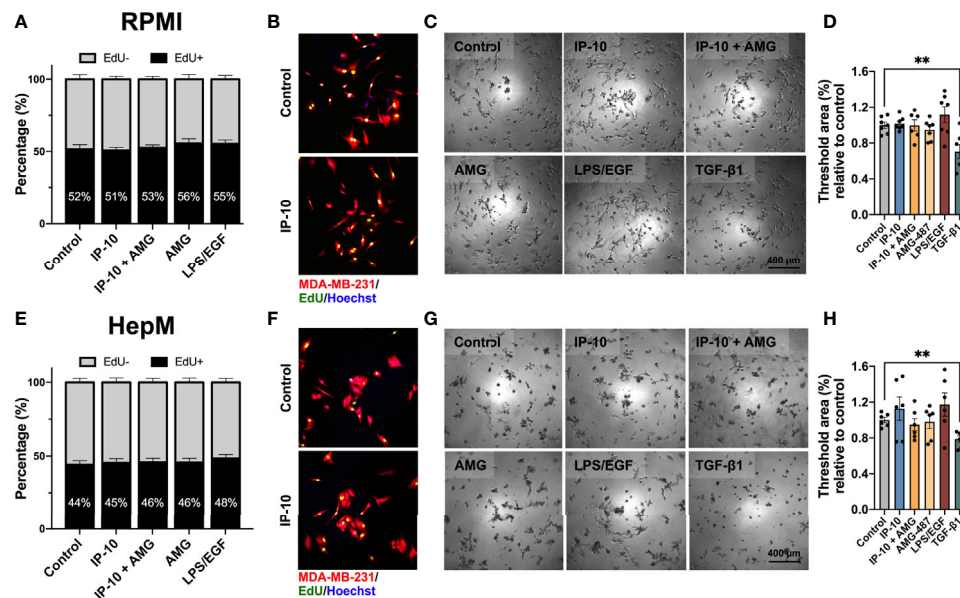 A
RPMI
EdU-
EdU+
Percentage (%)
100
50
0
52%
51%
53%
56%
55%
Control
IP-10
IP-10 + AMG
AMG
LPS/EGF
B
Control
IP-10
MDA-MB-231/
EdU/Hoechst
C
Control
IP-10
IP-10 + AMG
AMG
LPS/EGF
TGF-β1
400 μm
D
**
Threshold area (%)
relative to control
1.6
1.2
0.8
0.4
0.0
Control
IP-10
IP-10 + AMG
AMG-487
LPS/EGF
TGF-β1
E
HepM
EdU-
EdU+
Percentage (%)
100
50
0
44%
45%
46%
46%
48%
Control
IP-10
IP-10 + AMG
AMG
LPS/EGF
F
Control
IP-10
MDA-MB-231/
EdU/Hoechst
G
Control
IP-10
IP-10 + AMG
AMG
LPS/EGF
TGF-β1
400 μm
H
**
Threshold area (%)
relative to control
1.6
1.2
0.8
0.4
0.0
Control
IP-10
IP-10 + AMG
AMG-487
LPS/EGF
TGF-β1